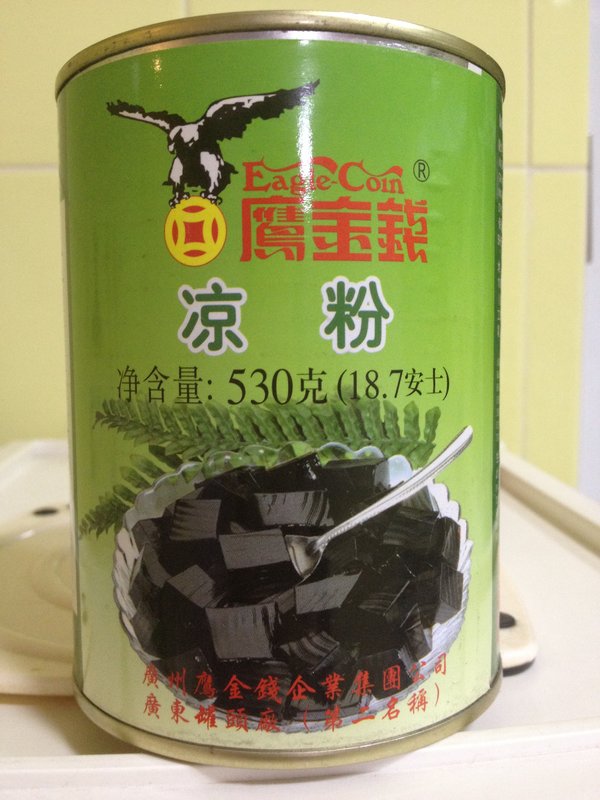 Eagle-Coin ®
鷹金錢
凉粉
净含量: 530克 (18.7安士)
廣州鷹金錢企業集團公司
廣東罐頭廠（第二名稱）